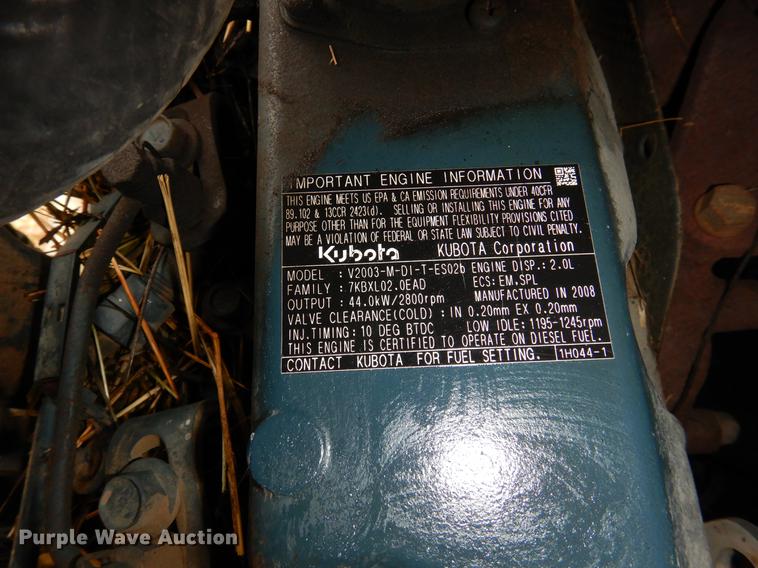 IMPORTANT ENGINE INFORMATION
THIS ENGINE MEETS US EPA & CA EMISSION REQUIREMENTS UNDER 40CFR
89.102 & 13CCR 2423(d). SELLING OR INSTALLING THIS ENGINE FOR ANY
PURPOSE OTHER THAN FOR THE EQUIPMENT FLEXIBILITY PROVISIONS CITED
MAY BE A VIOLATION OF FEDERAL OR STATE LAW SUBJECT TO CIVIL PENALTY.
Kubota KUBOTA Corporation
MODEL : V2003-M-DI-T-ES02b ENGINE DISP.: 2.0L
FAMILY : 7KBXL02.0EAD ECS: EM,SPL
OUTPUT : 44.0kW/2800rpm MANUFACTURED IN 2008
VALVE CLEARANCE(COLD) : IN 0.20mm EX 0.20mm
INJ.TIMING: 10 DEG BTDC LOW IDLE: 1195-1245rpm
THIS ENGINE IS CERTIFIED TO OPERATE ON DIESEL FUEL.
CONTACT KUBOTA FOR FUEL SETTING. 1H044-1
Purple Wave Auction